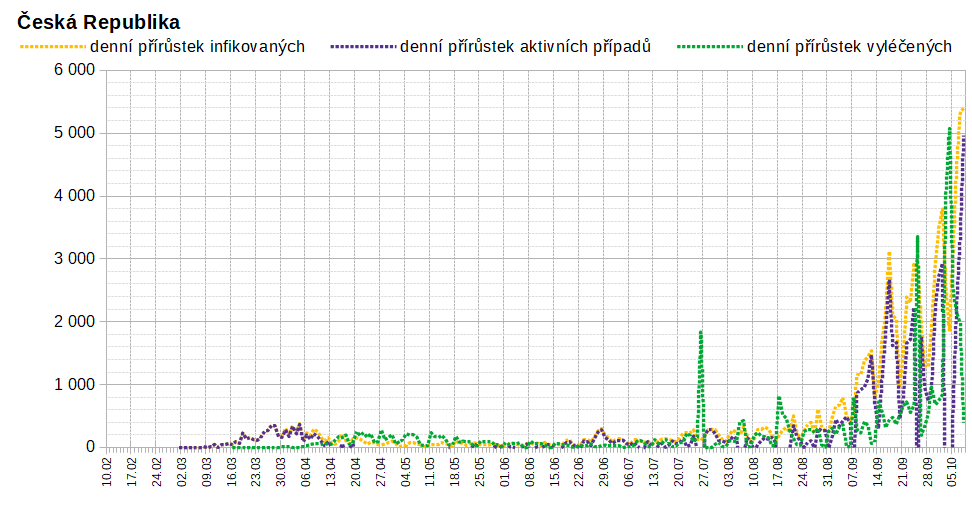 Česká Republika
denní přírůstek infikovaných denní přírůstek aktivních případů denní přírůstek vyléčených
6 000
5 000
4 000
3 000
2 000
1 000
0
10.02 17.02 24.02 02.03 09.03 16.03 23.03 30.03 06.04 13.04 20.04 27.04 04.05 11.05 18.05 25.05 01.06 08.06 15.06 22.06 29.06 06.07 13.07 20.07 27.07 03.08 10.08 17.08 24.08 31.08 07.09 14.09 21.09 28.09 05.10